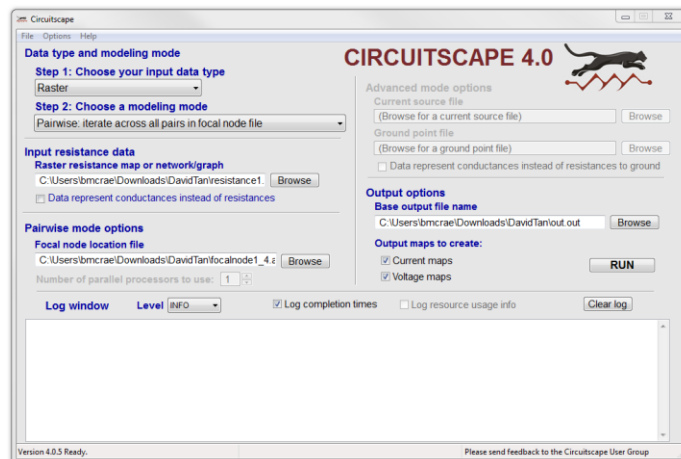 Circuitscape
File Options Help
Data type and modeling mode
Step 1: Choose your input data type
Raster
Step 2: Choose a modeling mode
Pairwise: iterate across all pairs in focal node file
Input resistance data
Raster resistance map or network/graph
C:\Users\bmcrae\Downloads\DavidTan\resistance1. Browse
Data represent conductances instead of resistances
Pairwise mode options
Focal node location file
C:\Users\bmcrae\Downloads\DavidTan\focalnode1_4.a Browse
Number of parallel processors to use: 1
CIRCUITSCAPE 4.0
Advanced mode options
Current source file
(Browse for a current source file) Browse
Ground point file
(Browse for a ground point file) Browse
Data represent conductances instead of resistances to ground
Output options
Base output file name
C:\Users\bmcrae\Downloads\DavidTan\out.out Browse
Output maps to create:
Current maps
Voltage maps
RUN
Log window Level INFO Log completion times Log resource usage info Clear log
Version 4.0.5 Ready. Please send feedback to the Circuitscape User Group